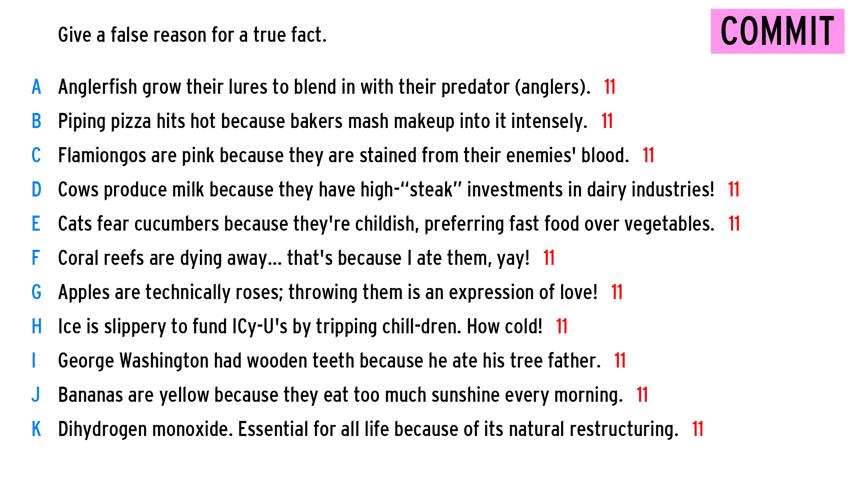 Give a false reason for a true fact.
COMMIT
A Anglerfish grow their lures to blend in with their predator (anglers). 11
B Piping pizza hits hot because bakers mash makeup into it intensely. 11
C Flamiongos are pink because they are stained from their enemies' blood. 11
D Cows produce milk because they have high-“steak” investments in dairy industries! 11
E Cats fear cucumbers because they're childish, preferring fast food over vegetables. 11
F Coral reefs are dying away... that's because I ate them, yay! 11
G Apples are technically roses; throwing them is an expression of love! 11
H Ice is slippery to fund ICy-U's by tripping chill-dren. How cold! 11
I George Washington had wooden teeth because he ate his tree father. 11
J Bananas are yellow because they eat too much sunshine every morning. 11
K Dihydrogen monoxide. Essential for all life because of its natural restructuring. 11